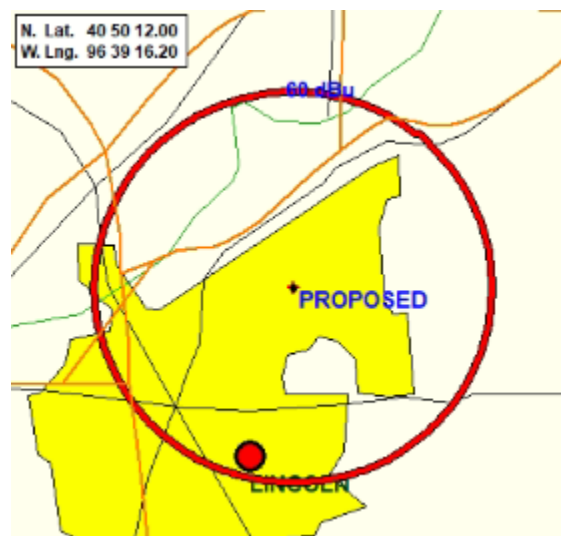 N. Lat. 40 50 12.00
W. Lng. 96 39 16.20
60 dBu
PROPOSED
LINCOLN